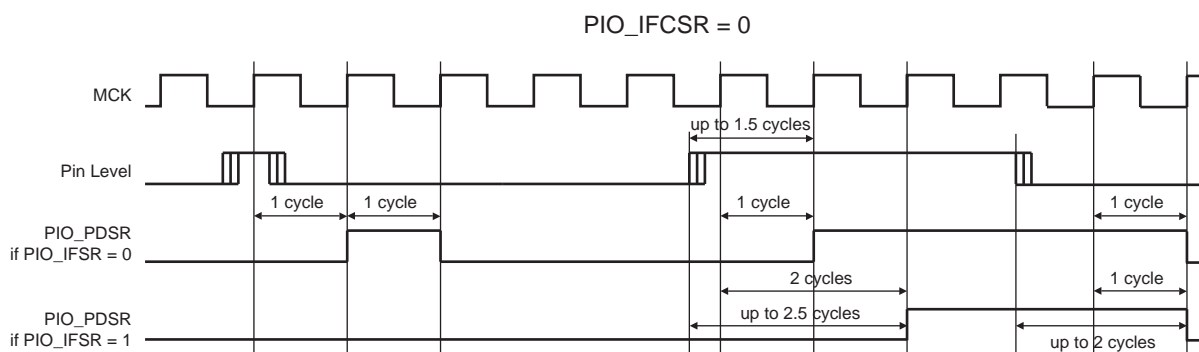 PIO_IFCSR = 0
MCK
up to 1.5 cycles
Pin Level
1 cycle 1 cycle 1 cycle 1 cycle
PIO_PDSR
if PIO_IFSR = 0
2 cycles 1 cycle
PIO_PDSR
if PIO_IFSR = 1
up to 2.5 cycles
up to 2 cycles